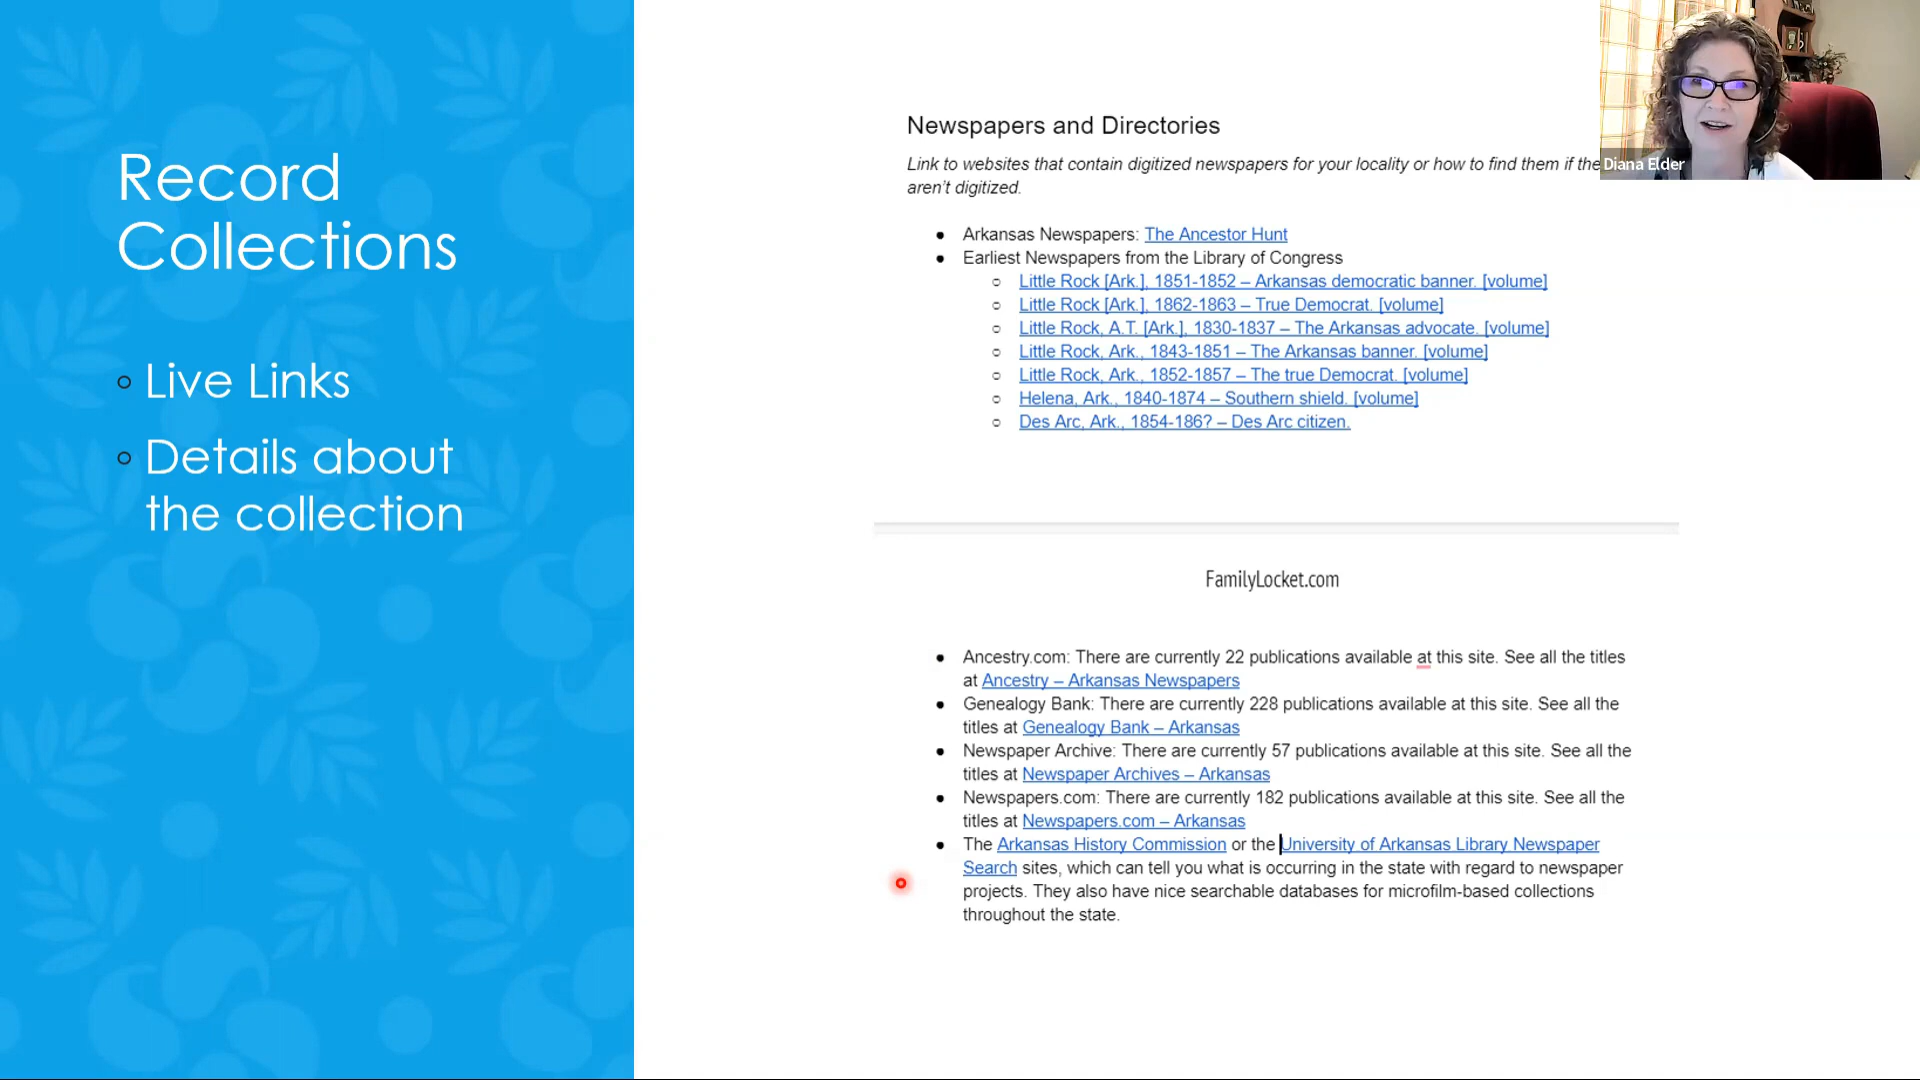 Record
Collections
Live Links
Details about
the collection
Newspapers and Directories
Link to websites that contain digitized newspapers for your locality or how to find them if the
aren't digitized.
Arkansas Newspapers: The Ancestor Hunt
Earliest Newspapers from the Library of Congress
Little Rock [Ark.], 1851-1852 – Arkansas democratic banner. [volume]
Little Rock [Ark.], 1862-1863 – True Democrat. [volume]
Little Rock, A.T. [Ark.], 1830-1837 – The Arkansas advocate. [volume]
Little Rock, Ark., 1843-1851 – The Arkansas banner. [volume]
Little Rock, Ark., 1852-1857 – The true Democrat. [volume]
Helena, Ark., 1840-1874 – Southern shield. [volume]
Des Arc, Ark., 1854-186? – Des Arc citizen.
FamilyLocket.com
Ancestry.com: There are currently 22 publications available at this site. See all the titles
at Ancestry – Arkansas Newspapers
Genealogy Bank: There are currently 228 publications available at this site. See all the
titles at Genealogy Bank – Arkansas
Newspaper Archive: There are currently 57 publications available at this site. See all the
titles at Newspaper Archives – Arkansas
Newspapers.com: There are currently 182 publications available at this site. See all the
titles at Newspapers.com – Arkansas
The Arkansas History Commission or the University of Arkansas Library Newspaper
Search sites, which can tell you what is occurring in the state with regard to newspaper
projects. They also have nice searchable databases for microfilm-based collections
throughout the state.
Diana Elder